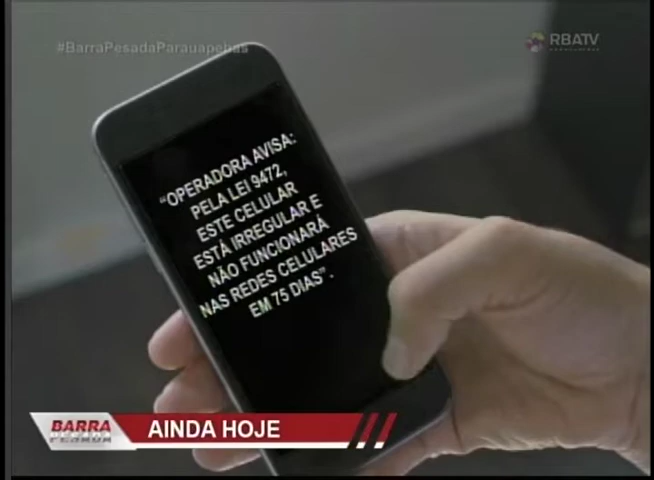 #BarraPesadaParauapebas
RBATV
"OPERADORA AVISA:
PELA LEI 9472,
ESTE CELULAR
ESTÁ IRREGULAR E
NÃO FUNCIONARÁ
NAS REDES CELULARES
EM 75 DIAS".
BARRA
PESADA
AINDA HOJE